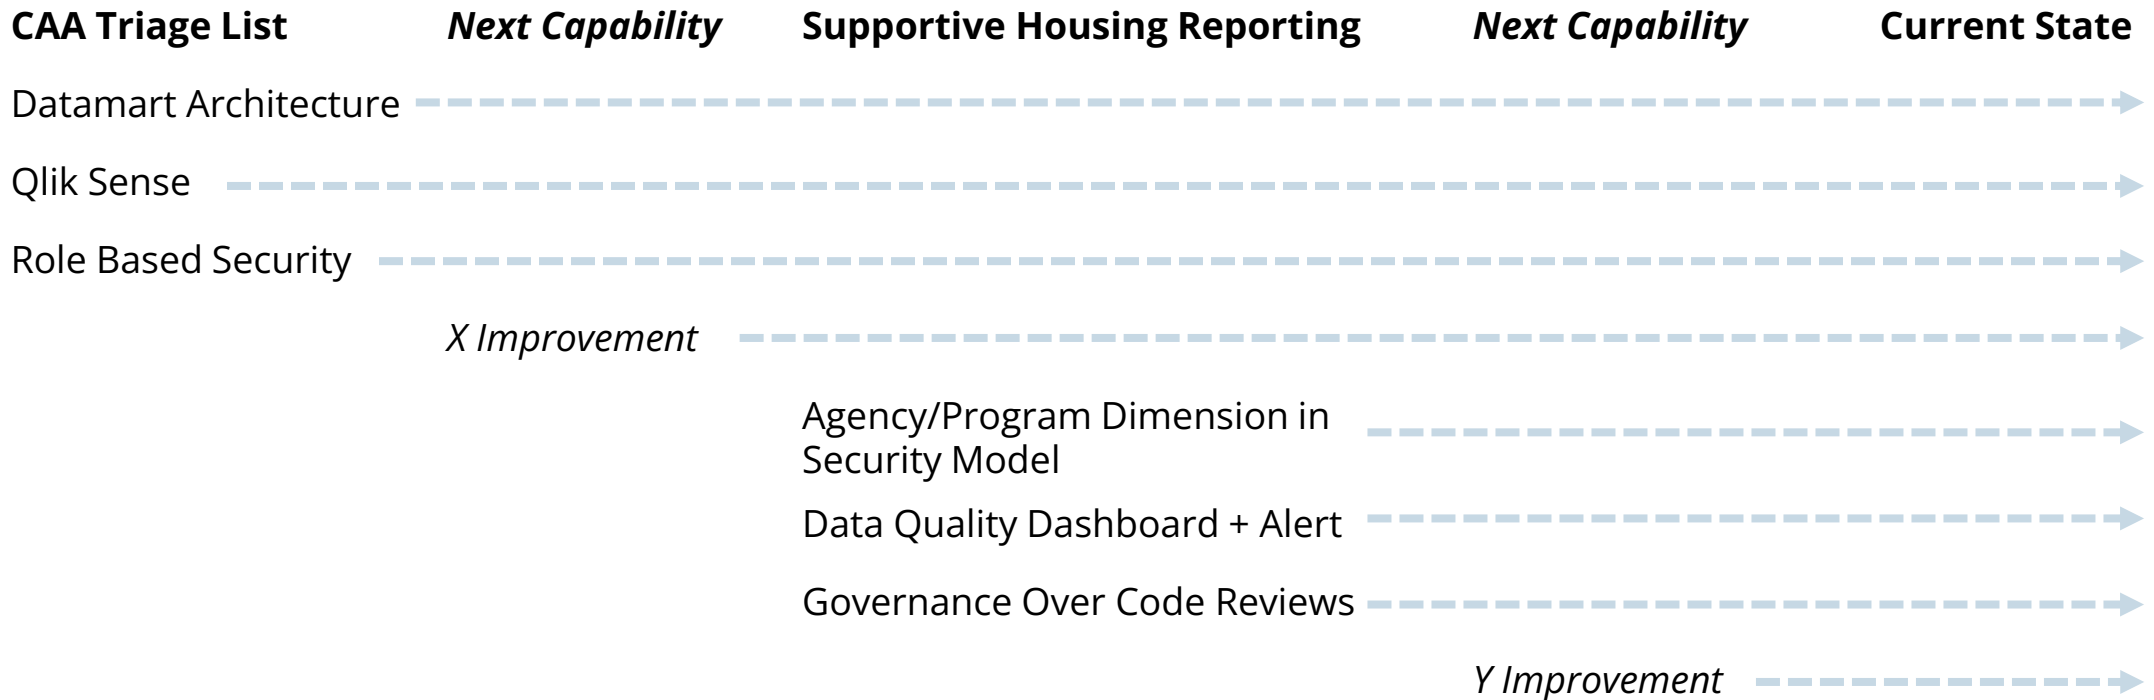 CAA Triage List Next Capability Supportive Housing Reporting Next Capability Current State
Datamart Architecture
Qlik Sense
Role Based Security
X Improvement
Agency/Program Dimension in
Security Model
Data Quality Dashboard + Alert
Governance Over Code Reviews
Y Improvement